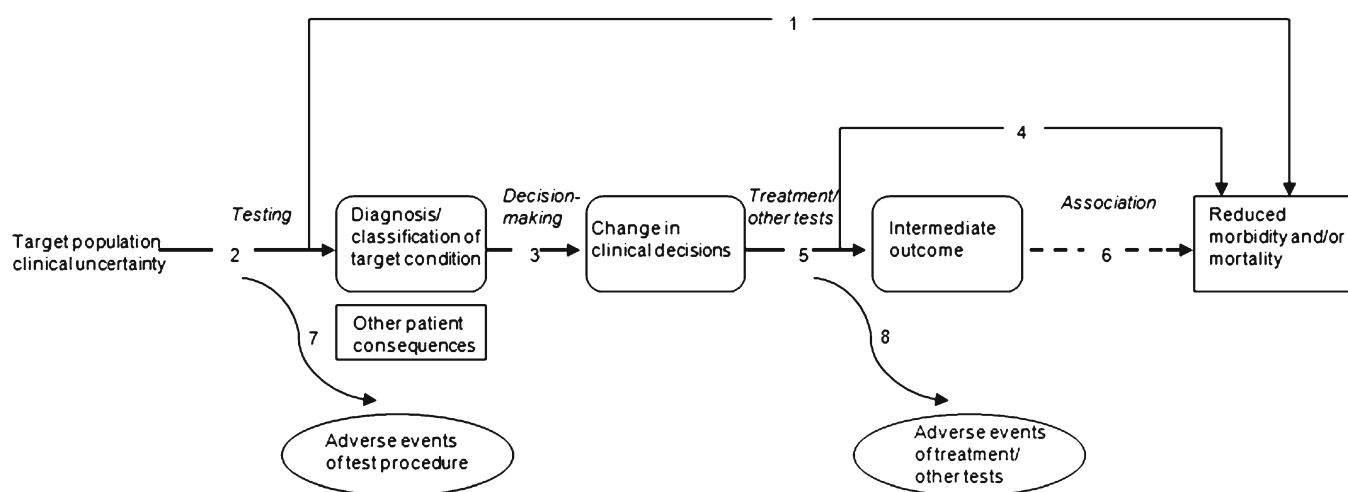 1
4
Testing
Decision-
making
Treatment/
other tests
Association
Target population
clinical uncertainty
2
Diagnosis/
classification of
target condition
3
Change in
clinical decisions
5
Intermediate
outcome
6
Reduced
morbidity and/or
mortality
7
Other patient
consequences
8
Adverse events
of test procedure
Adverse events
of treatment/
other tests